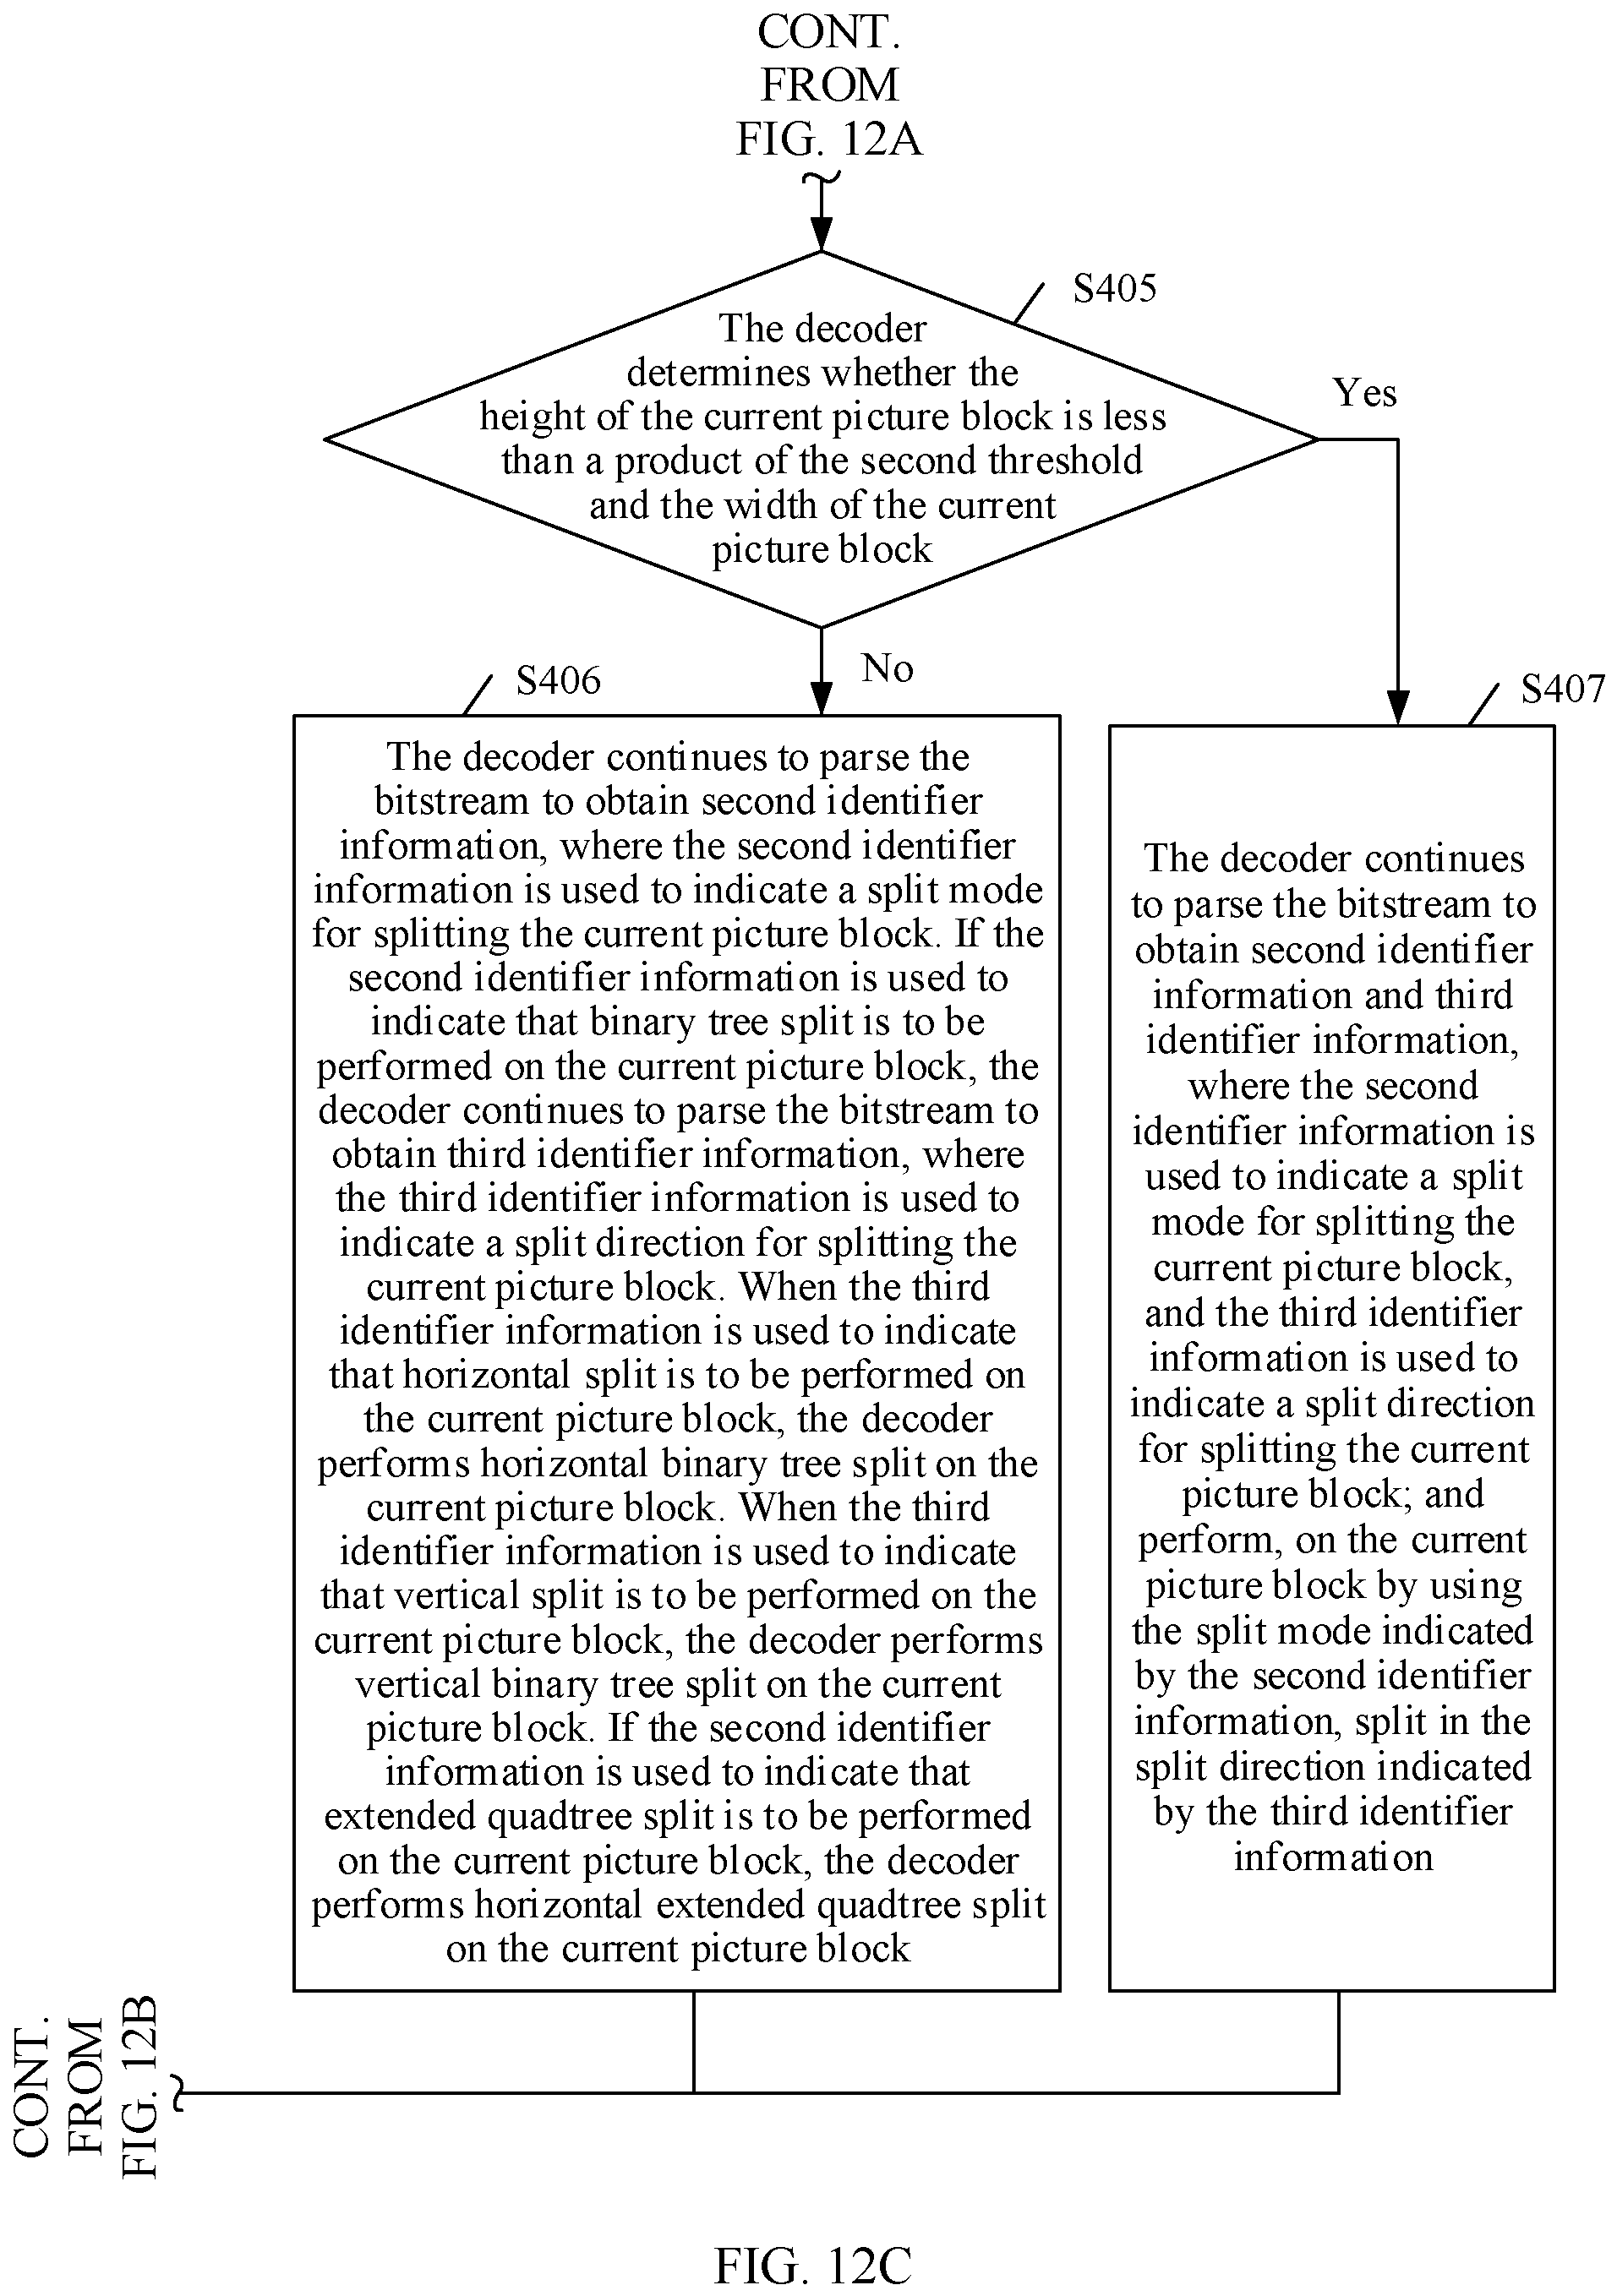 CONT.
FROM
FIG. 12A
S405
The decoder
determines whether the
height of the current picture block is less
than a product of the second threshold
and the width of the current
picture block
Yes
No
S406
S407
The decoder continues to parse the
bitstream to obtain second identifier
information, where the second identifier
information is used to indicate a split mode
for splitting the current picture block. If the
second identifier information is used to
indicate that binary tree split is to be
performed on the current picture block, the
decoder continues to parse the bitstream to
obtain third identifier information, where
the third identifier information is used to
indicate a split direction for splitting the
current picture block. When the third
identifier information is used to indicate
that horizontal split is to be performed on
the current picture block, the decoder
performs horizontal binary tree split on the
current picture block. When the third
identifier information is used to indicate
that vertical split is to be performed on the
current picture block, the decoder performs
vertical binary tree split on the current
picture block. If the second identifier
information is used to indicate that
extended quadtree split is to be performed
on the current picture block, the decoder
performs horizontal extended quadtree split
on the current picture block
The decoder continues
to parse the bitstream to
obtain second identifier
information and third
identifier information,
where the second
identifier information is
used to indicate a split
mode for splitting the
current picture block,
and the third identifier
information is used to
indicate a split direction
for splitting the current
picture block; and
perform, on the current
picture block by using
the split mode indicated
by the second identifier
information, split in the
split direction indicated
by the third identifier
information
CONT.
FROM
FIG. 12B
FIG. 12C